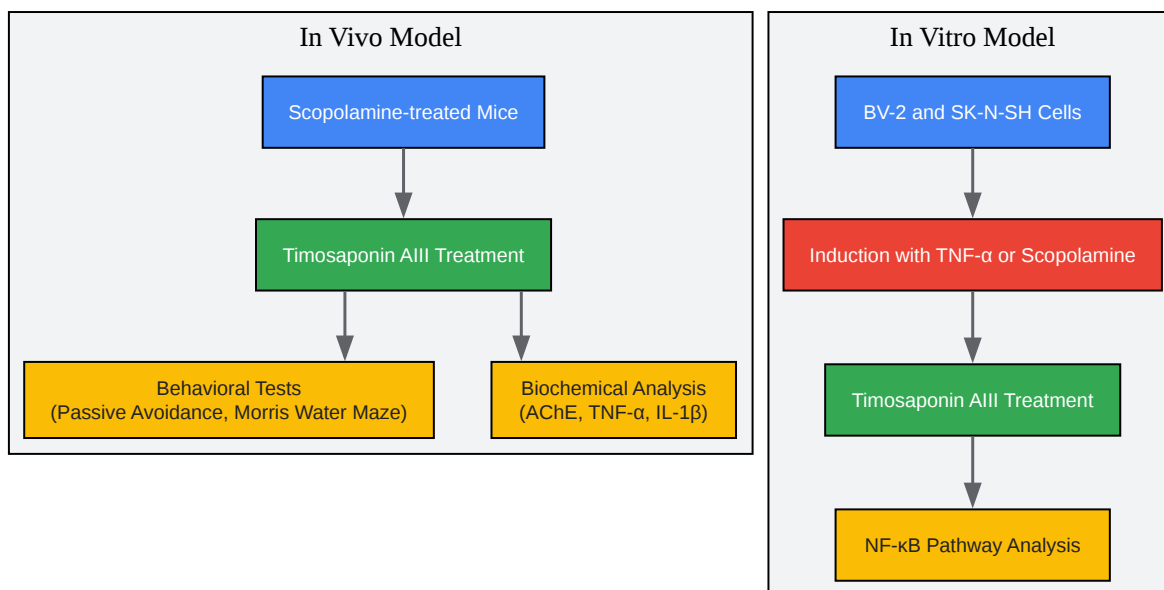 In Vivo Model
Scopolamine-treated Mice
Timosaponin AIII Treatment
Behavioral Tests
(Passive Avoidance, Morris Water Maze)
Biochemical Analysis
(AChE, TNF-α, IL-1β)
In Vitro Model
BV-2 and SK-N-SH Cells
Induction with TNF-α or Scopolamine
Timosaponin AIII Treatment
NF-κB Pathway Analysis